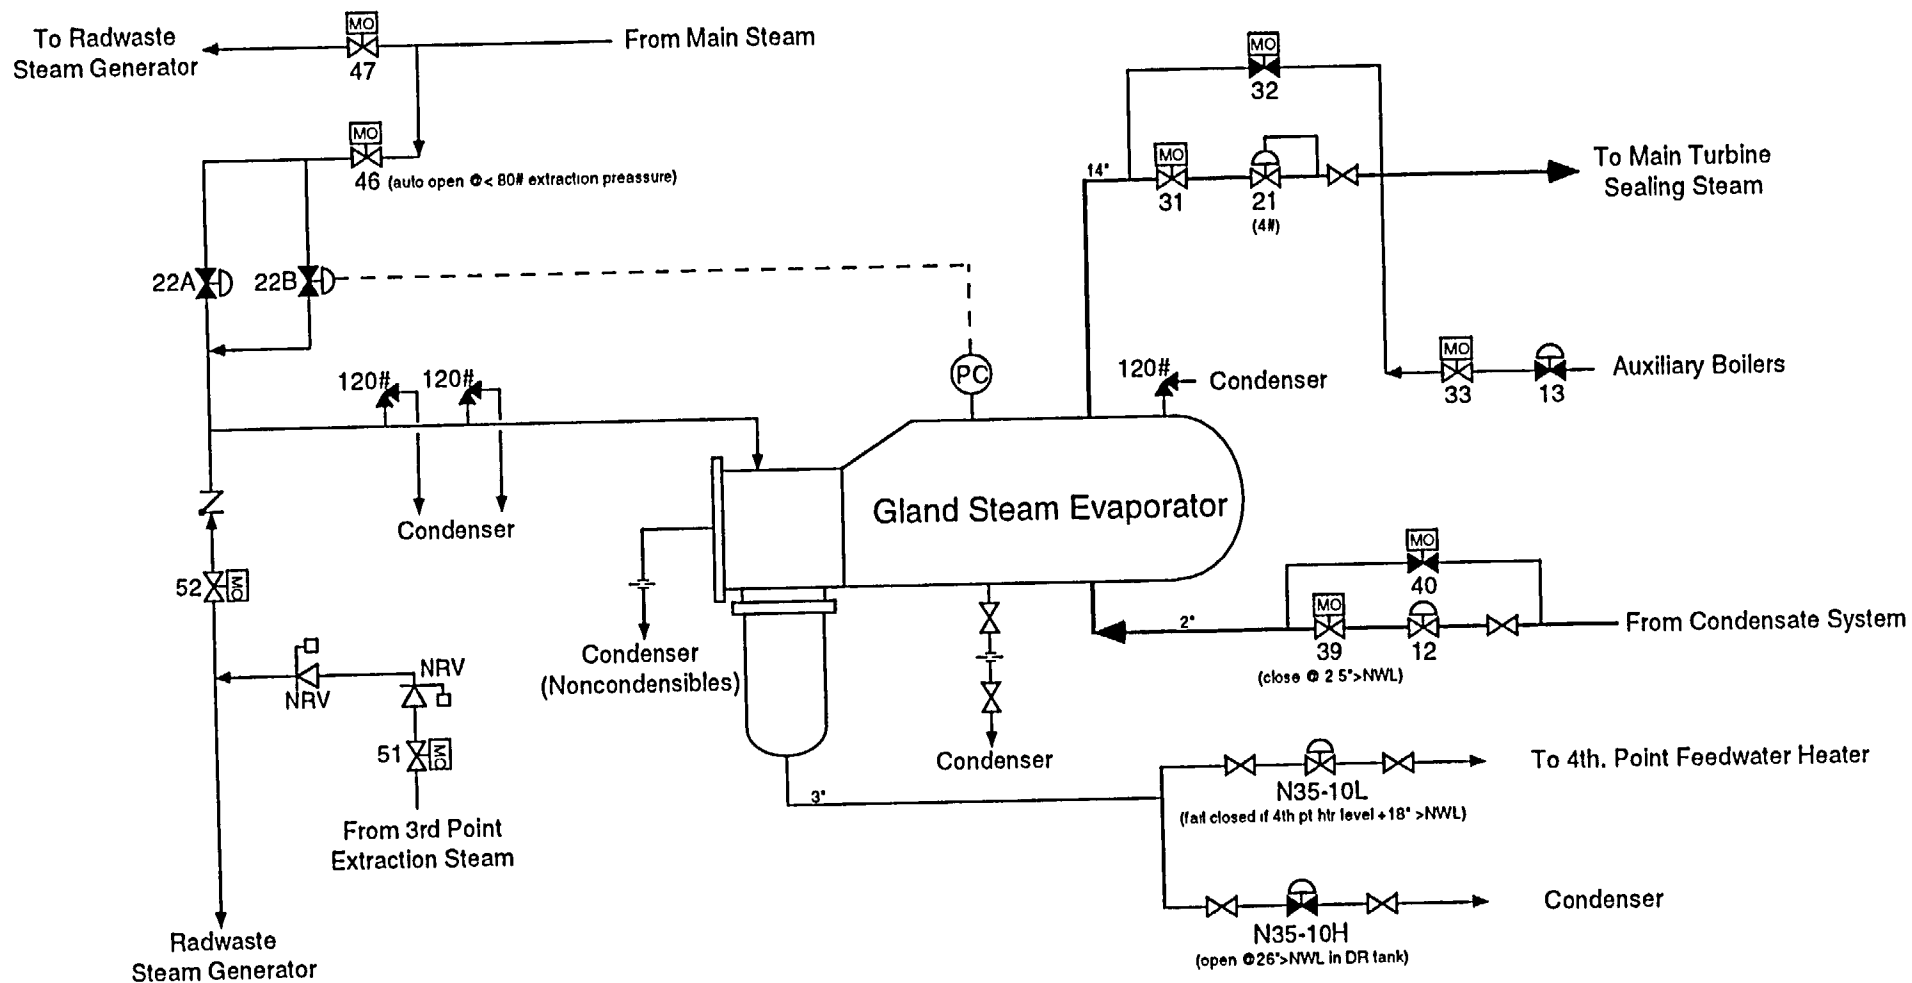 MO
To Radwaste
Steam Generator
47
From Main Steam
MO
32
MO
46 (auto open @< 80# extraction preassure)
14"
MO
31
21
(4#)
To Main Turbine
Sealing Steam
22A
22B
PC
120#
120#
120#
Condenser
MO
33
13
Auxiliary Boilers
Condenser
Gland Steam Evaporator
52
MO
MO
40
MO
39
12
2"
From Condensate System
(close @ 2 5">NWL)
NRV
NRV
51
MO
Condenser
(Noncondensibles)
Condenser
From 3rd Point
Extraction Steam
3"
To 4th. Point Feedwater Heater
N35-10L
(fail closed if 4th pt htr level +18" >NWL)
Condenser
N35-10H
(open @26">NWL in DR tank)
Radwaste
Steam Generator